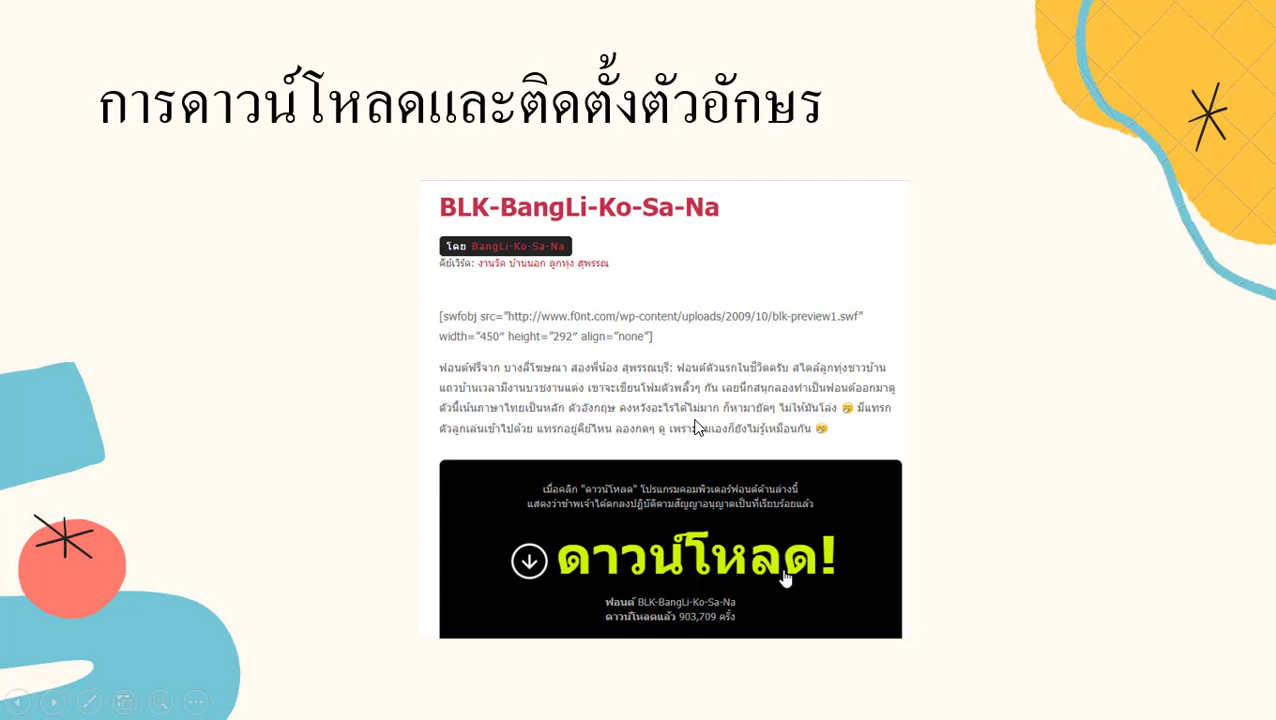 การดาวน์โหลดและติดตั้งตัวอักษร
BLK-BangLi-Ko-Sa-Na
โดย BangLi-Ko-Sa-Na
คีย์เวิร์ด: งานวัด บ้านนอก ลูกทุ่ง สุพรรณ
[swfobj src="http://www.f0nt.com/wp-content/uploads/2009/10/blk-preview1.swf"
width="450" height="292" align="none"]
ฟอนต์ฟรีจาก บางลี่โฆษณา สองพี่น้อง สุพรรณบุรี: ฟอนต์ตัวแรกในชีวิตครับ สไตล์ลูกทุ่งชาวบ้าน
แถวบ้านเวลามีงานบวชงานแต่ง เขาจะเขียนโฟมตัวพลิ้วๆ กัน เลยนึกสนุกลองทำเป็นฟอนต์ออกมาดู
ตัวนี้เน้นภาษาไทยเป็นหลัก ตัวอังกฤษ คงหวังอะไรได้ไม่มาก ก็หามายัดๆ ไม่ให้มันโล่ง 🤭 มีแทรก
ตัวลูกเล่นเข้าไปด้วย แทรกอยู่คีย์ไหน ลองกดๆ ดู เพราะ มเองก็ยังไม่รู้เหมือนกัน 🤭
เมื่อคลิก "ดาวน์โหลด" โปรแกรมคอมพิวเตอร์ฟอนต์ด้านล่างนี้
แสดงว่าข้าพเจ้าได้ตกลงปฏิบัติตามสัญญาอนุญาตเป็นที่เรียบร้อยแล้ว
ดาวน์โหลด!
ฟอนต์ BLK-BangLi-Ko-Sa-Na
ดาวน์โหลดแล้ว 903,709 ครั้ง